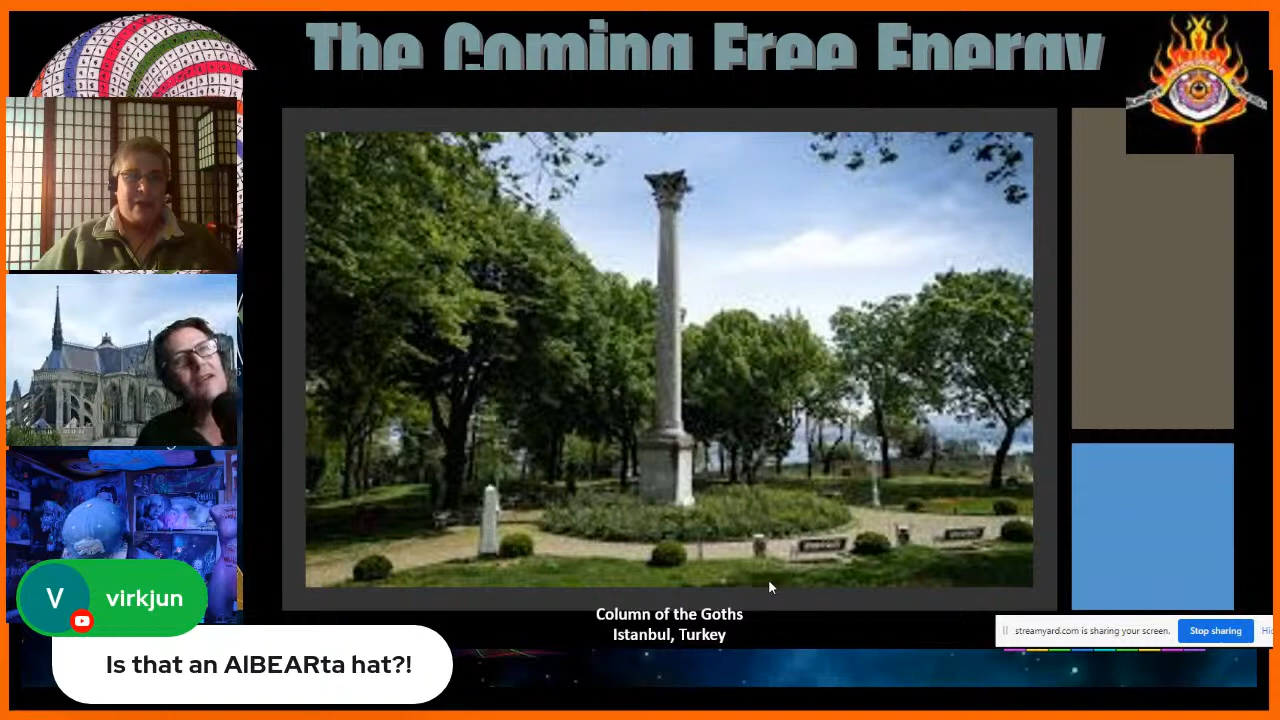 The Coming Free Energy
Column of the Goths
Istanbul, Turkey
streamyard.com is sharing your screen.
Stop sharing
Hid
V
virkjun
Is that an AlBEARta hat?!